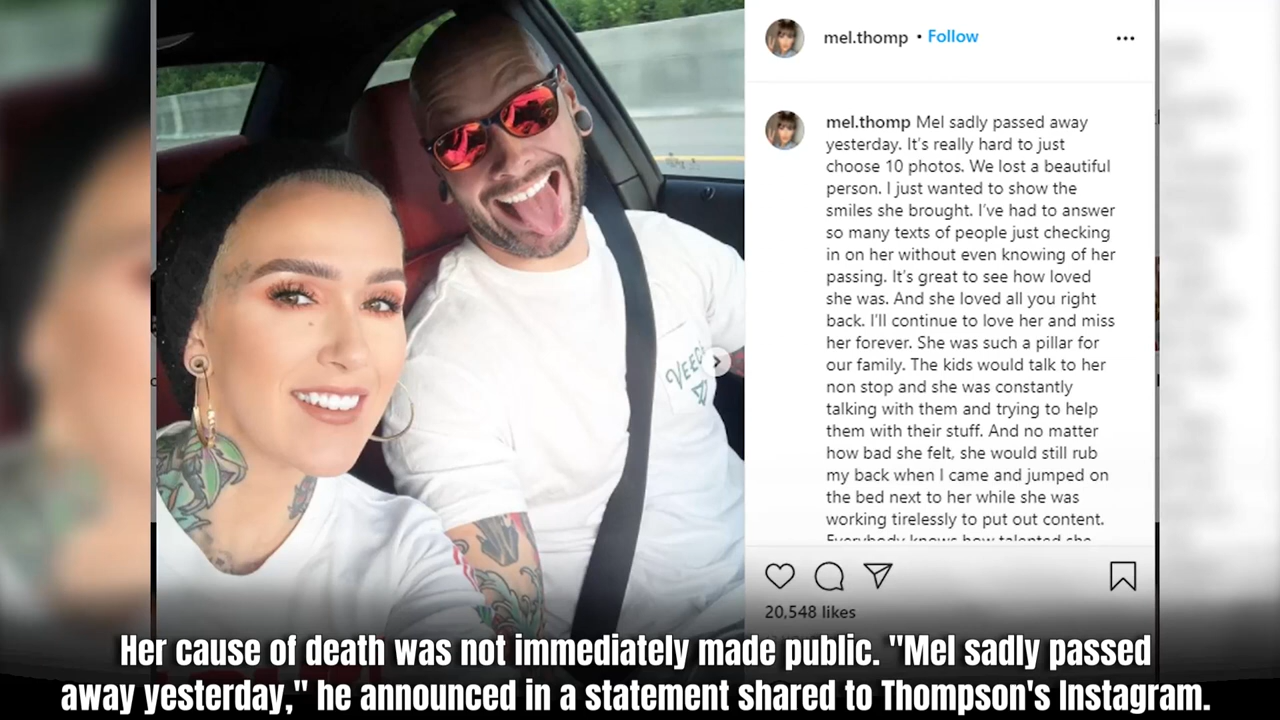 mel.thomp • Follow
mel.thomp Mel sadly passed away
yesterday. It's really hard to just
choose 10 photos. We lost a beautiful
person. I just wanted to show the
smiles she brought. I've had to answer
so many texts of people just checking
in on her without even knowing of her
passing. It's great to see how loved
she was. And she loved all you right
back. I'll continue to love her and miss
her forever. She was such a pillar for
our family. The kids would talk to her
non stop and she was constantly
talking with them and trying to help
them with their stuff. And no matter
how bad she felt, she would still rub
my back when I came and jumped on
the bed next to her while she was
working tirelessly to put out content.
Everybody knows how talented she
VEECO
20,548 likes
Her cause of death was not immediately made public. "Mel sadly passed
away yesterday," he announced in a statement shared to Thompson's Instagram.